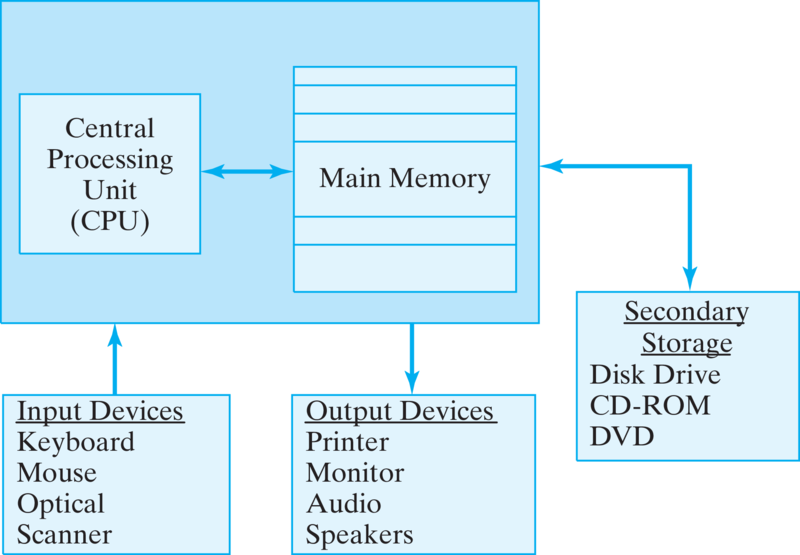 Central
Processing
Unit
(CPU)
Main Memory
Secondary
Storage
Disk Drive
CD-ROM
DVD
Input Devices
Keyboard
Mouse
Optical
Scanner
Output Devices
Printer
Monitor
Audio
Speakers